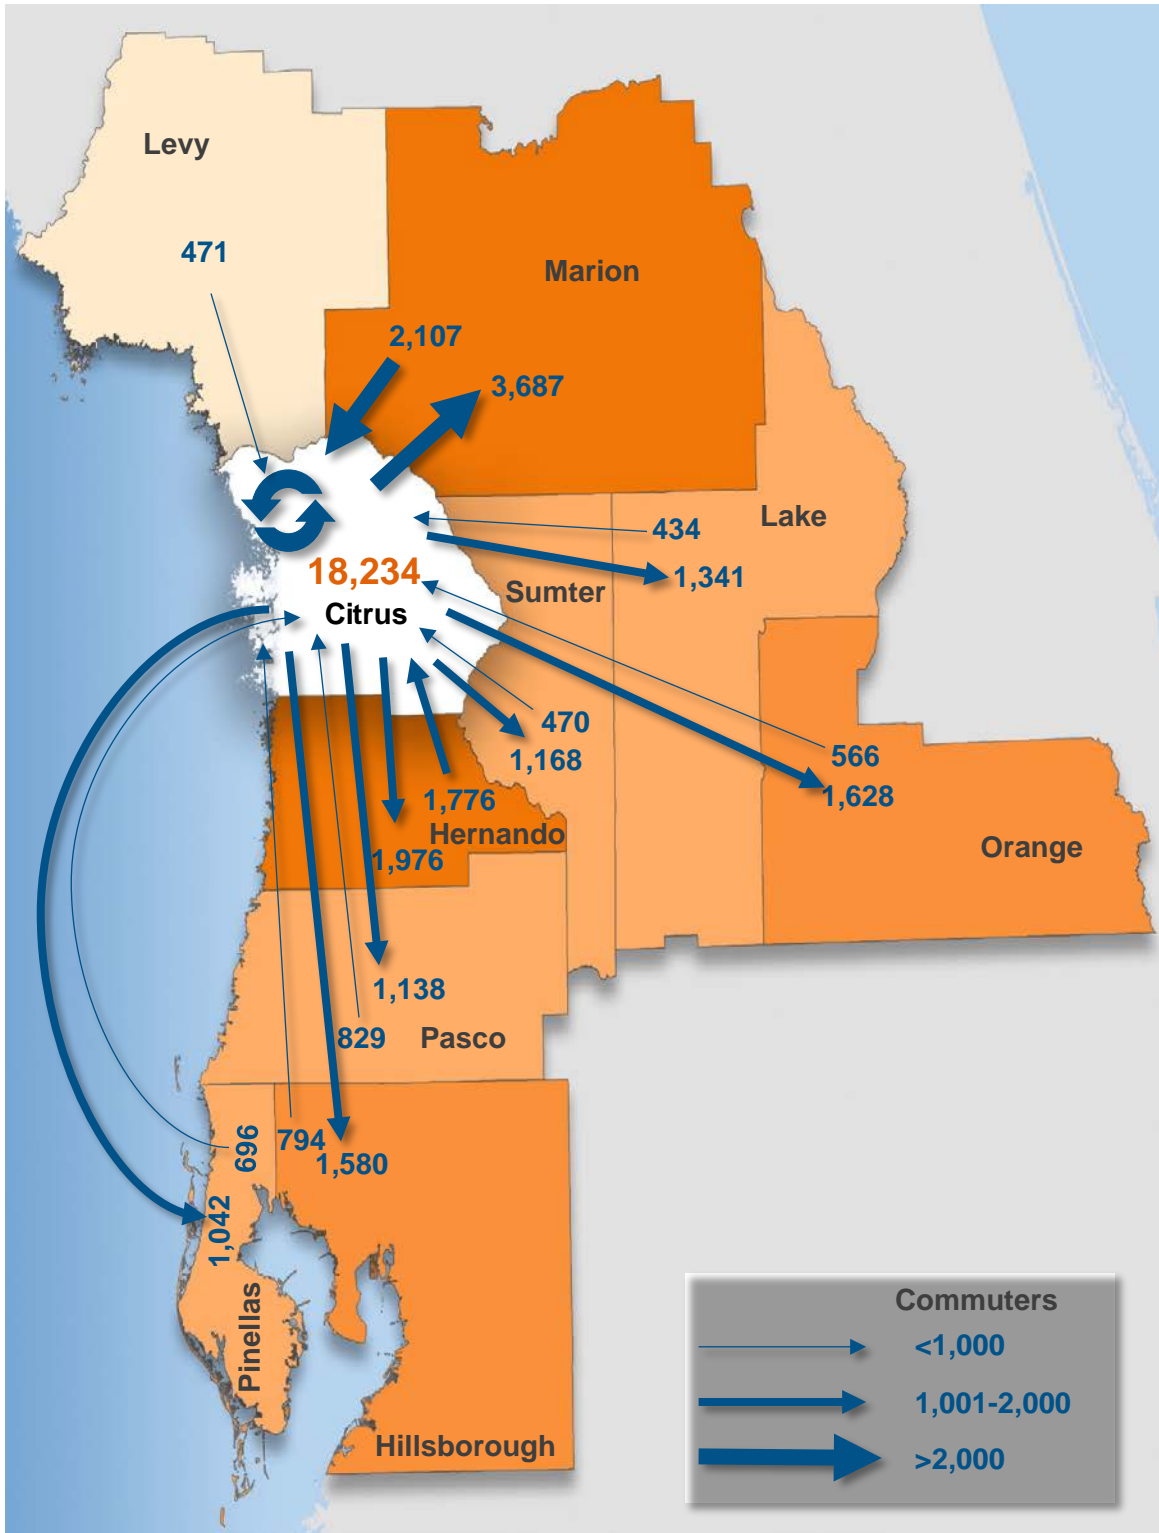 Levy
471
Marion
2,107
3,687
434
Lake
1,341
18,234
Sumter
Citrus
470
1,168
566
1,628
1,776
Hernando
1,976
Orange
1,138
829
Pasco
696
794
1,580
1,042
Pinellas
Hillsborough
Commuters
<1,000
1,001-2,000
>2,000